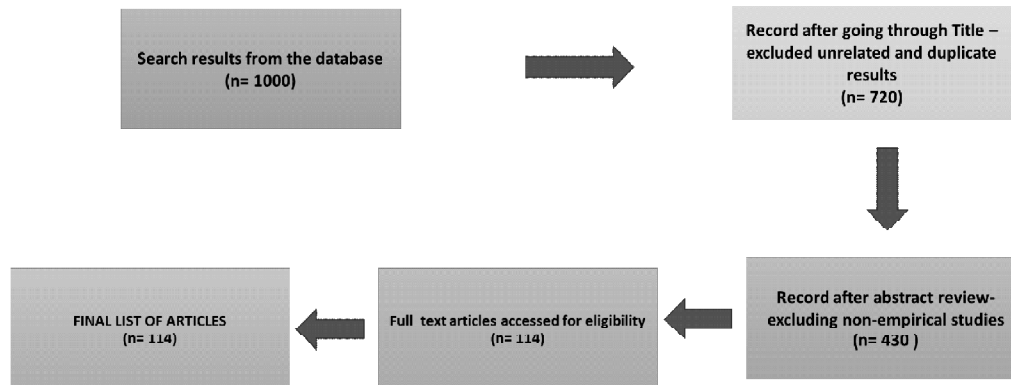 Search results from the database
(n= 1000)
Record after going through Title –
excluded unrelated and duplicate
results
(n= 720)
Record after abstract review-
excluding non-empirical studies
(n= 430 )
Full text articles accessed for eligibility
(n= 114)
FINAL LIST OF ARTICLES
(n= 114)